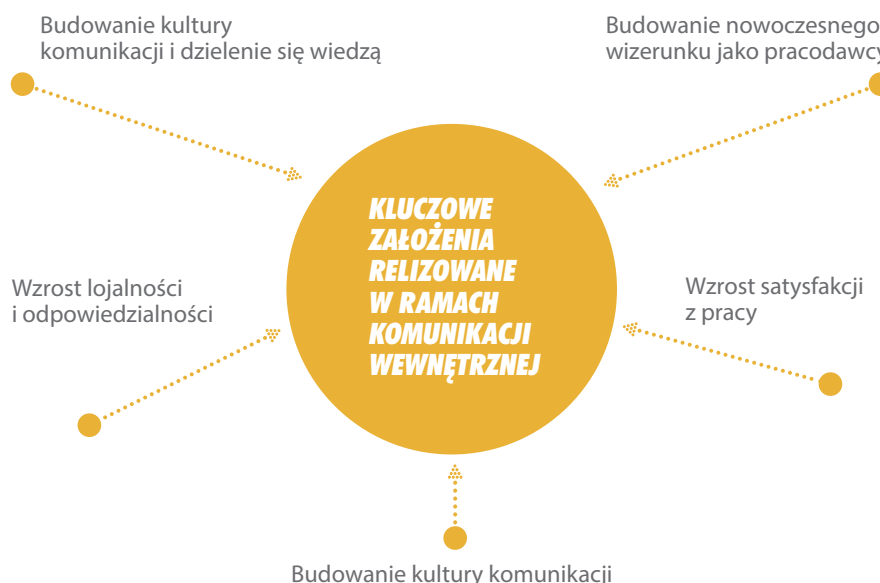 Budowanie kultury
komunikacji i dzielenie się wiedzą
Budowanie nowoczesnego
wizerunku jako pracodawcy
KLUCZOWE
ZAŁOŻENIA
RELIZOWANE
W RAMACH
KOMUNIKACJI
WEWNĘTRZNEJ
Wzrost lojalności
i odpowiedzialności
Wzrost satysfakcji
z pracy
Budowanie kultury komunikacji